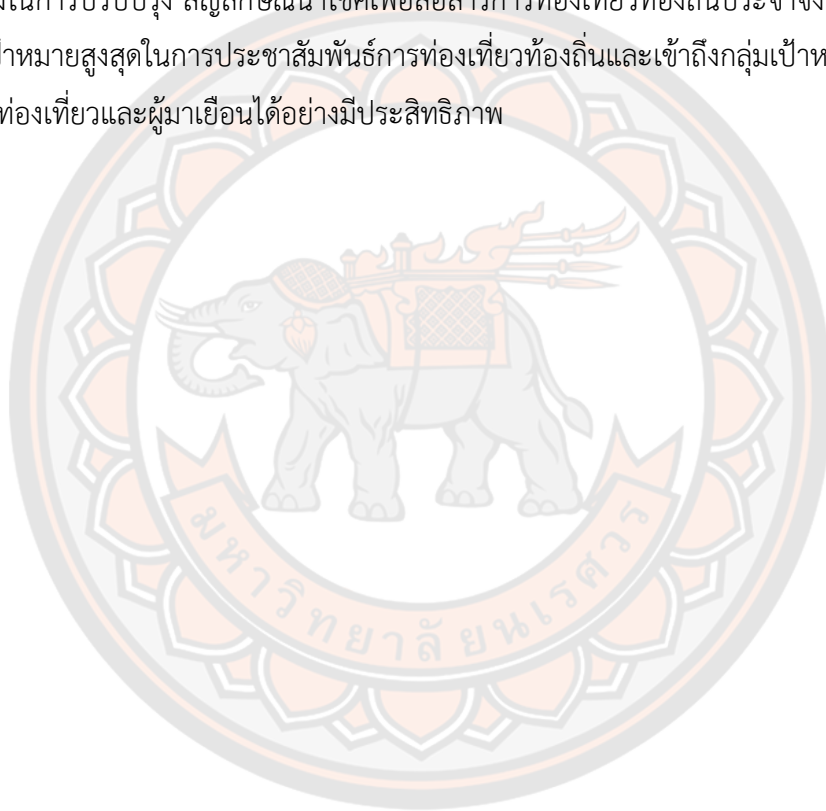 ในการปรับปรุง สัญลักษณ์นำโชคเพื่อสื่อสารการท่องเที่ยวท้องถิ่นประจำจัง
ป้าหมายสูงสุดในการประชาสัมพันธ์การท่องเที่ยวท้องถิ่นและเข้าถึงกลุ่มเป้าห
ท่องเที่ยวและผู้มาเยือนได้อย่างมีประสิทธิภาพ
มหาวิทยาลัยนเรศวร